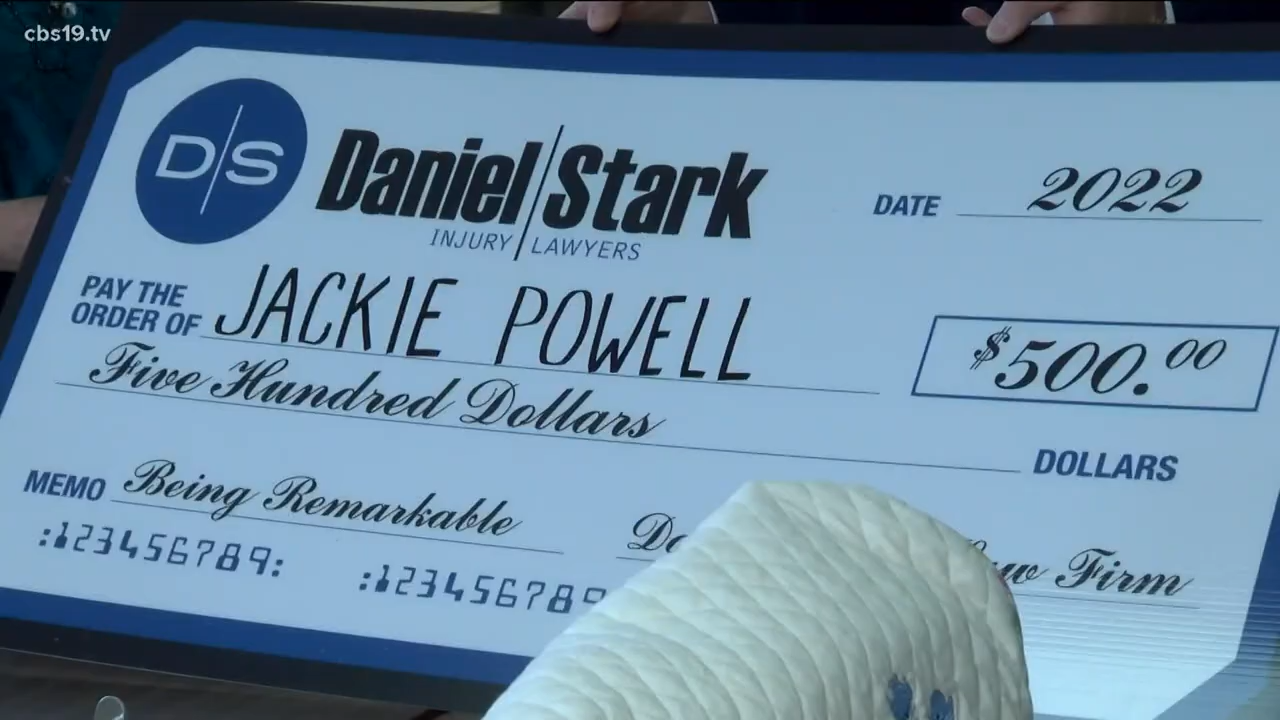 cbs19.tv
D|S
Daniel|Stark
INJURY|LAWYERS
DATE 2022
PAY THE
ORDER OF JACKIE POWELL
$500.00
Five Hundred Dollars
DOLLARS
MEMO Being Remarkable
Firm
:123456789: :12345678